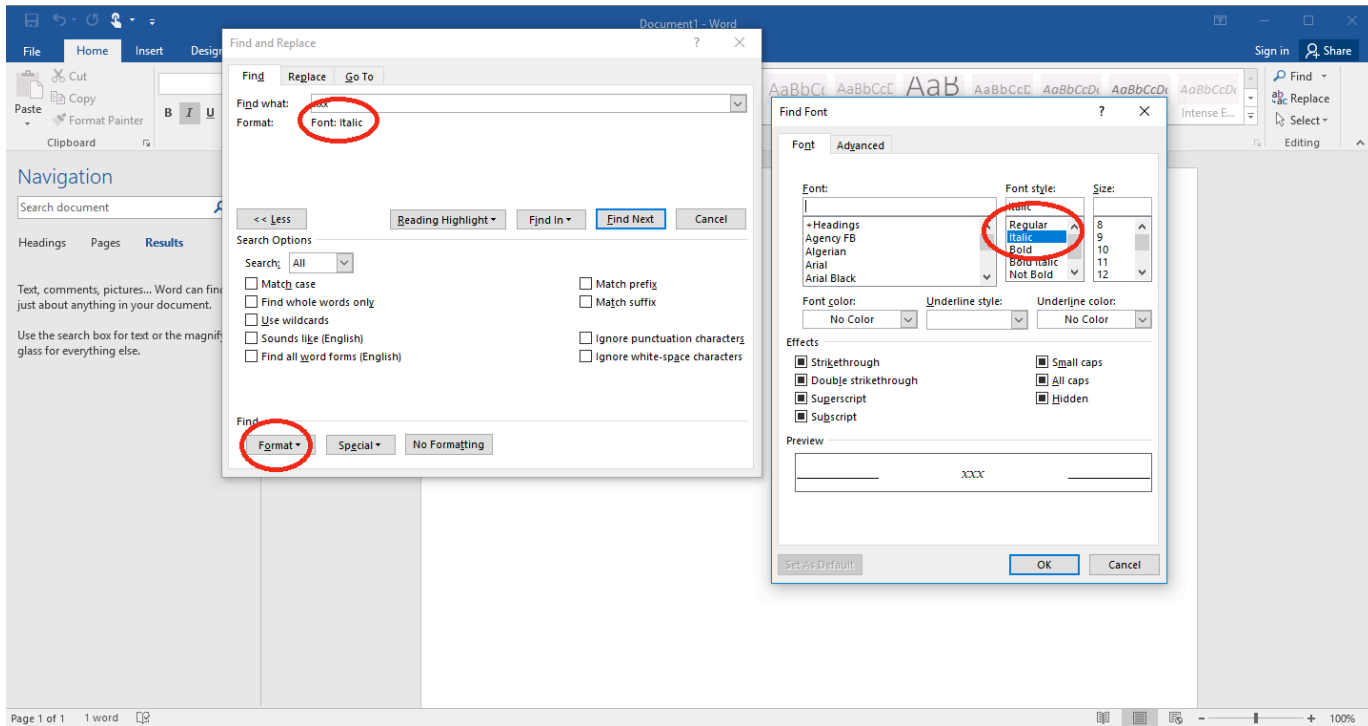 Document1 - Word
File Home Insert Design
Sign in Share
Cut
Copy
Paste
Format Painter
B I U
Clipboard
AaBbCc AaBbCcD AaB AaBbCcD AaBbCcDc AaBbCcDc AaBbCcDc
Intense E...
Find
Replace
Select
Editing
Navigation
Search document
Headings Pages Results
Text, comments, pictures... Word can find
just about anything in your document.
Use the search box for text or the magnify
glass for everything else.
Find and Replace
?
Find Replace Go To
Find what: xxx
Format: Font: Italic
<< Less Reading Highlight Find In Find Next Cancel
Search Options
Search: All
Match case Match prefix
Find whole words only Match suffix
Use wildcards
Sounds like (English) Ignore punctuation characters
Find all word forms (English) Ignore white-space characters
Find
Format Special No Formatting
Find Font
?
Font Advanced
Font: Font style: Size:
Italic
+Headings Regular 8
Agency FB Italic 9
Algerian Bold 10
Arial Bold Italic 11
Arial Black Not Bold 12
Font color: Underline style: Underline color:
No Color No Color
Effects
Strikethrough Small caps
Double strikethrough All caps
Superscript Hidden
Subscript
Preview
xxx
Set As Default OK Cancel
Page 1 of 1 1 word
100%